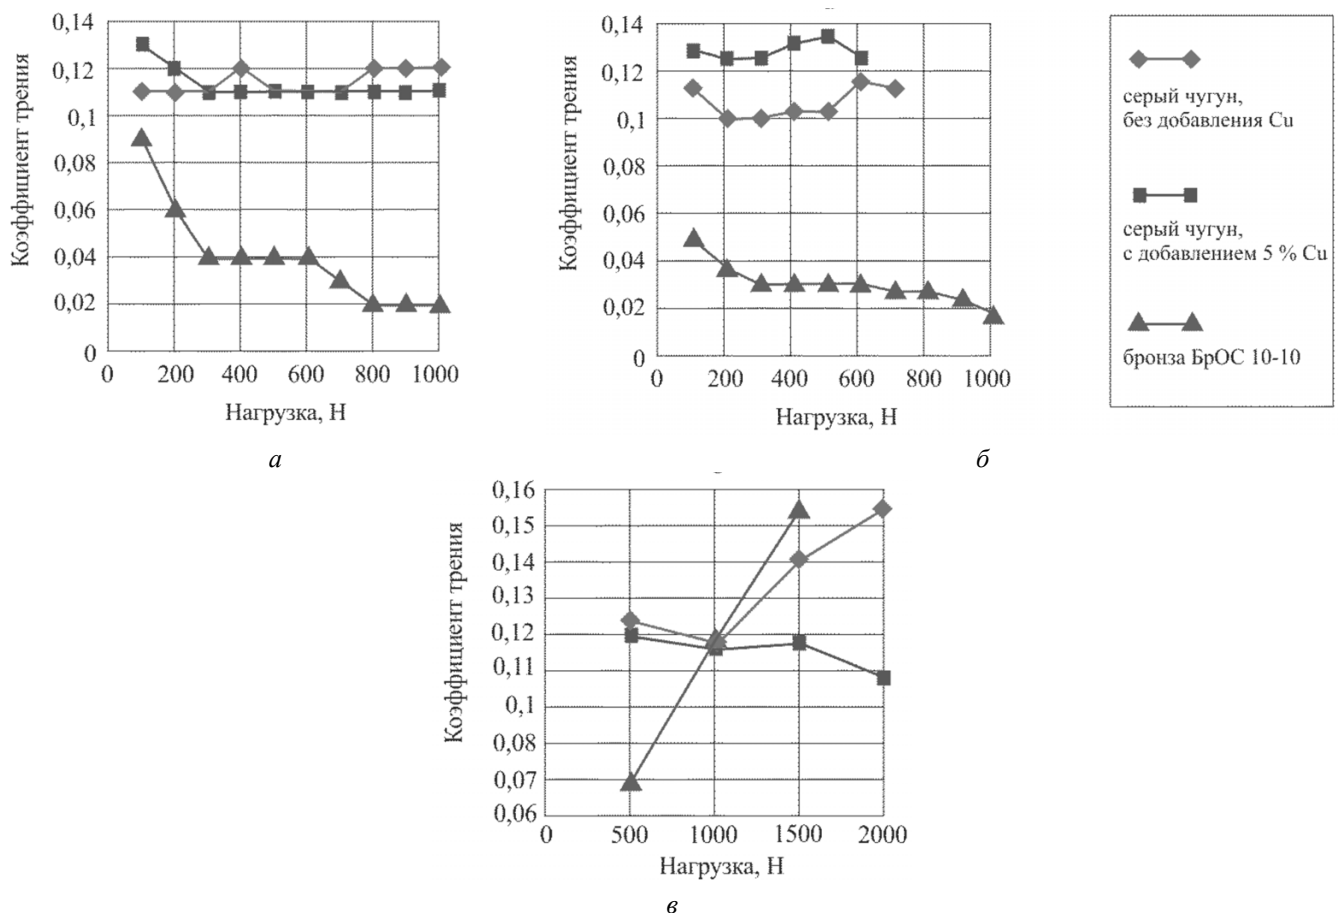 Коэффициент трения
0,14
0,12
0,1
0,08
0,06
0,04
0,02
0
0 200 400 600 800 1000
Нагрузка, Н
а
Коэффициент трения
0,14
0,12
0,1
0,08
0,06
0,04
0,02
0
0 200 400 600 800 1000
Нагрузка, Н
б
серый чугун,
без добавления Cu
серый чугун,
с добавлением 5 % Cu
бронза БрОС 10-10
Коэффициент трения
0,16
0,15
0,14
0,13
0,12
0,11
0,1
0,08
0,07
0,06
0 500 1000 1500 2000
Нагрузка, Н
в